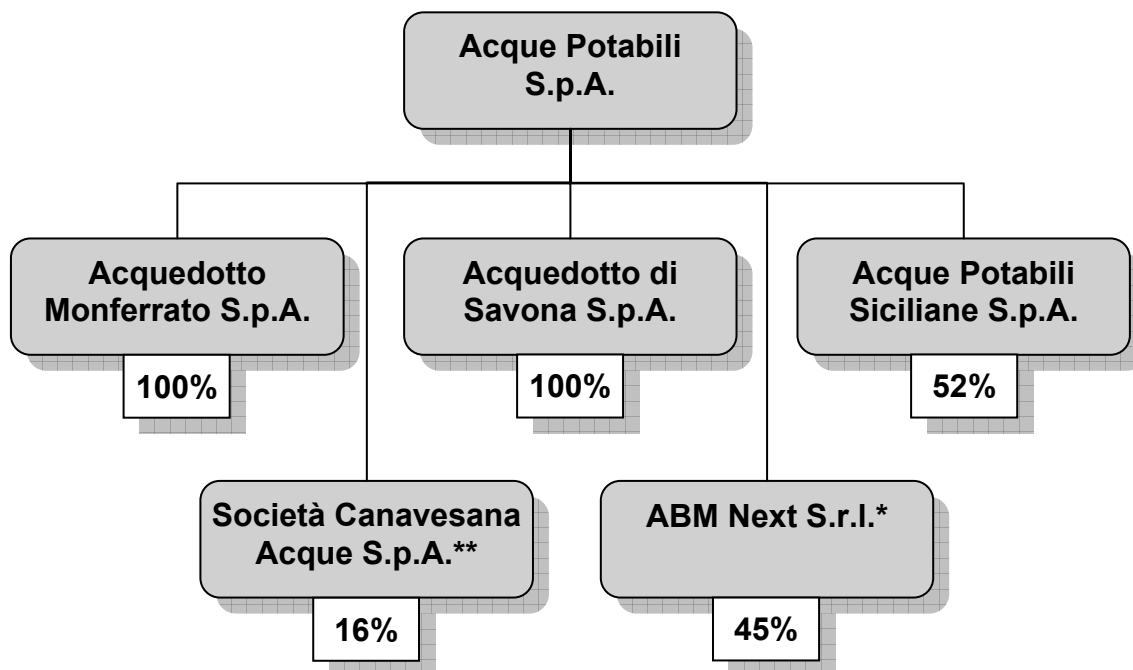 Acque Potabili
S.p.A.
Acquedotto
Monferrato S.p.A.
100%
Acquedotto di
Savona S.p.A.
100%
Acque Potabili
Siciliane S.p.A.
52%
Società Canavesana
Acque S.p.A.**
16%
ABM Next S.r.l.*
45%